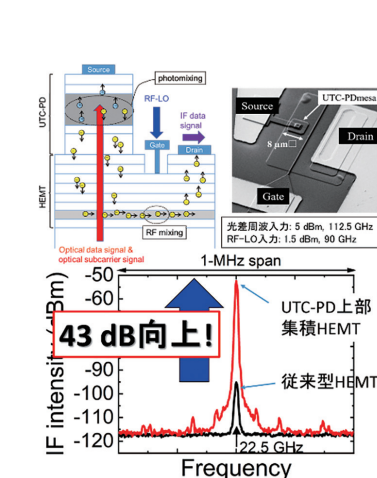 Source
photomixing
UTC-PD
RF-LO
IF data
signal
Gate
Drain
HEMT
RF mixing
Optical data signal &
optical subcarrier signal
UTC-PDmesa
Source
Drain
8 μm□
Gate
光差周波入力: 5 dBm, 112.5 GHz
RF-LO入力: 1.5 dBm, 90 GHz
1-MHz span
IF intensity (dBm)
-50
-60
-90
-100
-110
-120
43 dB向上!
UTC-PD上部
集積HEMT
従来型HEMT
22.5 GHz
Frequency